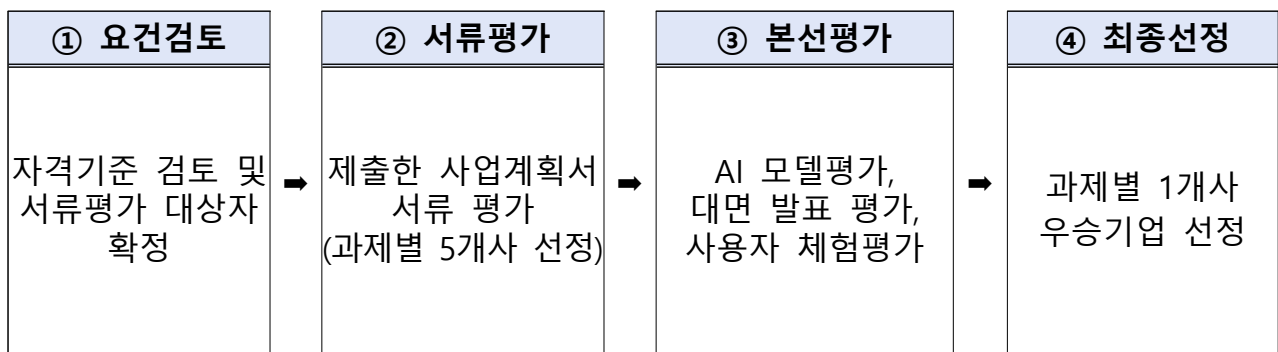 ① 요건검토
자격기준 검토 및
서류평가 대상자
확정
➡
② 서류평가
제출한 사업계획서
서류 평가
(과제별 5개사 선정)
➡
③ 본선평가
AI 모델평가,
대면 발표 평가,
사용자 체험평가
➡
④ 최종선정
과제별 1개사
우승기업 선정